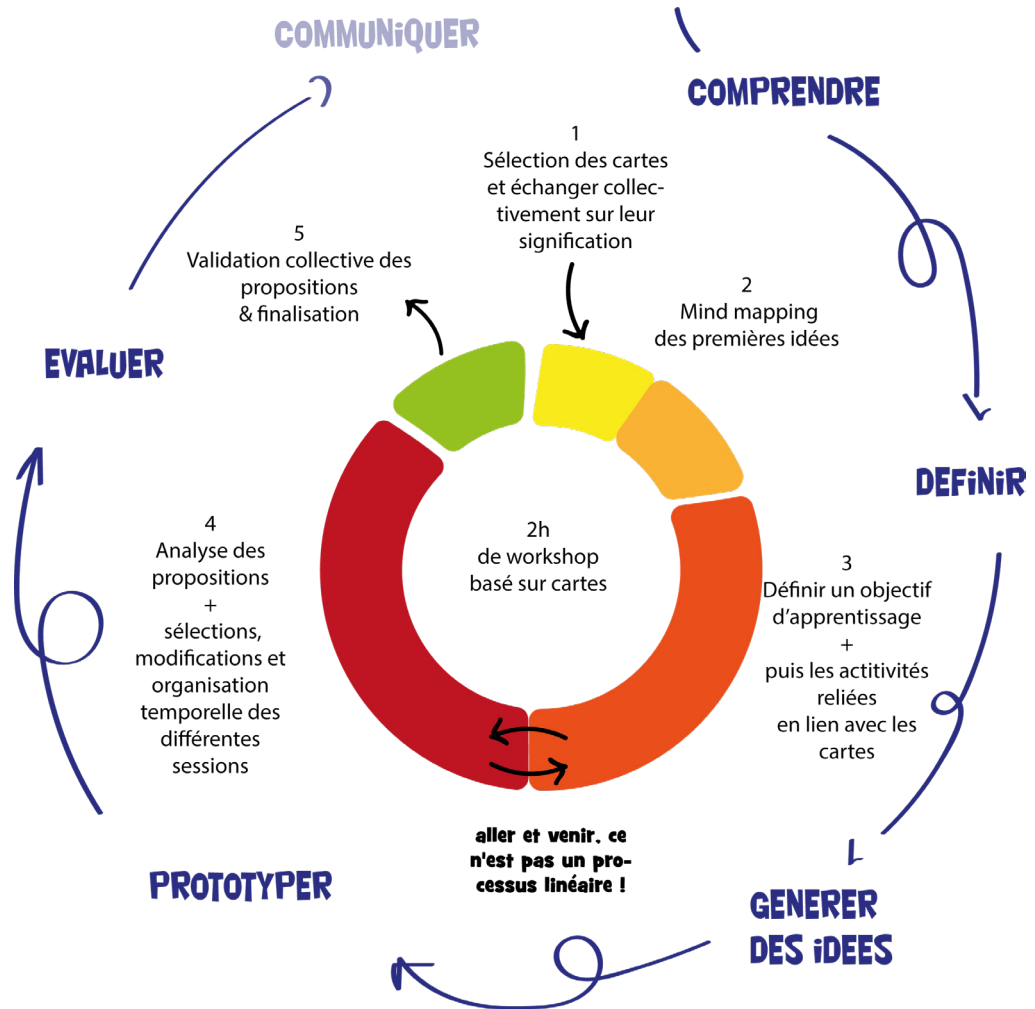 COMMUNiQUER
COMPRENDRE
1
Sélection des cartes
et échanger collec-
tivement sur leur
signification
2
Mind mapping
des premières idées
DEFiNiR
3
Définir un objectif
d'apprentissage
+
puis les actitivités
reliées
en lien avec les
cartes
GENERER
DES iDEES
aller et venir, ce
n'est pas un pro-
cessus linéaire !
PROTOTYPER
4
Analyse des
propositions
+
sélections,
modifications et
organisation
temporelle des
différentes
sessions
EVALUER
5
Validation collective des
propositions
& finalisation
2h
de workshop
basé sur cartes